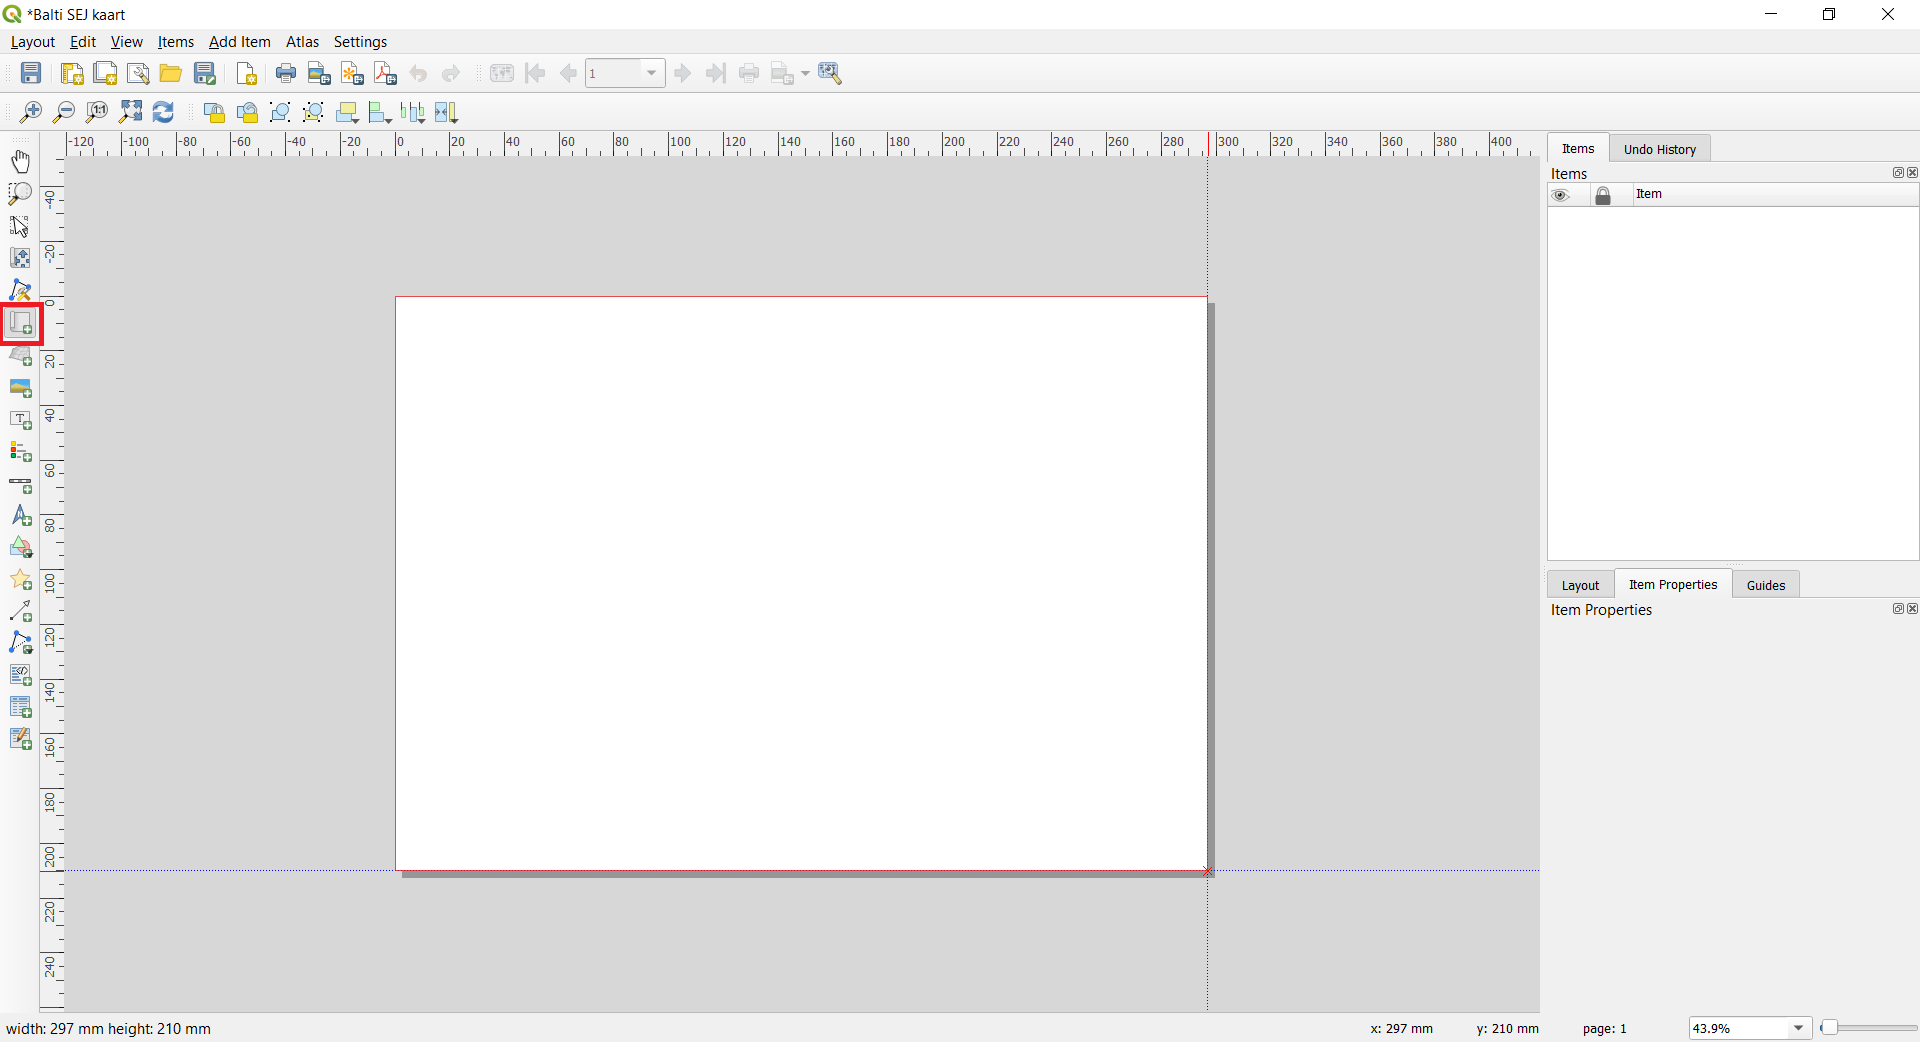 *Balti SEJ kaart
Layout Edit View Items Add Item Atlas Settings
1
-120 -100 -80 -60 -40 -20 0 20 40 60 80 100 120 140 160 180 200 220 240 260 280 300 320 340 360 380 400
-40
-20
0
20
40
60
80
100
120
140
160
180
200
220
240
Items Undo History
Items
Item
Layout Item Properties Guides
Item Properties
width: 297 mm height: 210 mm x: 297 mm y: 210 mm page: 1 43.9%